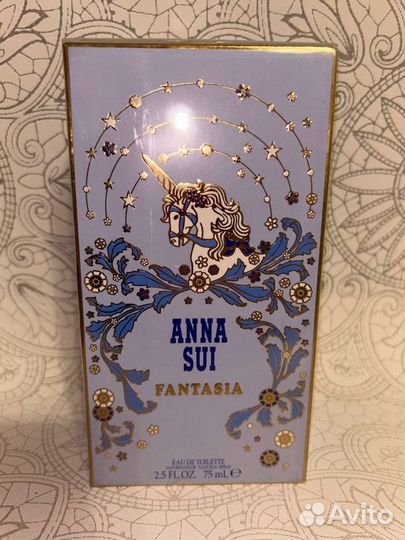 ANNA
SUI
FANTASIA
EAU DE TOILETTE
VAPORISATEUR NATURAL SPRAY
2.5 FL.OZ. 75 mL ℮
Avito